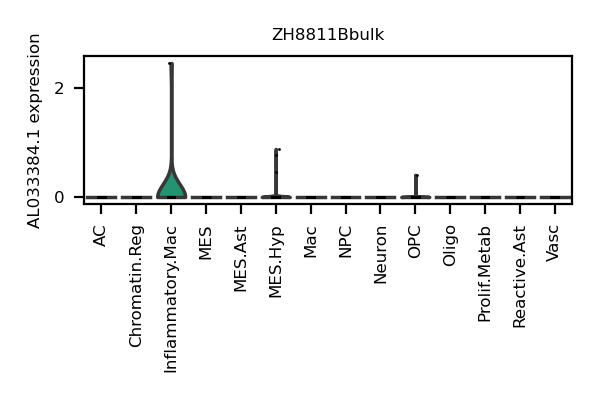 ZH8811Bbulk
AL033384.1 expression
2
0
AC
Chromatin.Reg
Inflammatory.Mac
MES
MES.Ast
MES.Hyp
Mac
NPC
Neuron
OPC
Oligo
Prolif.Metab
Reactive.Ast
Vasc